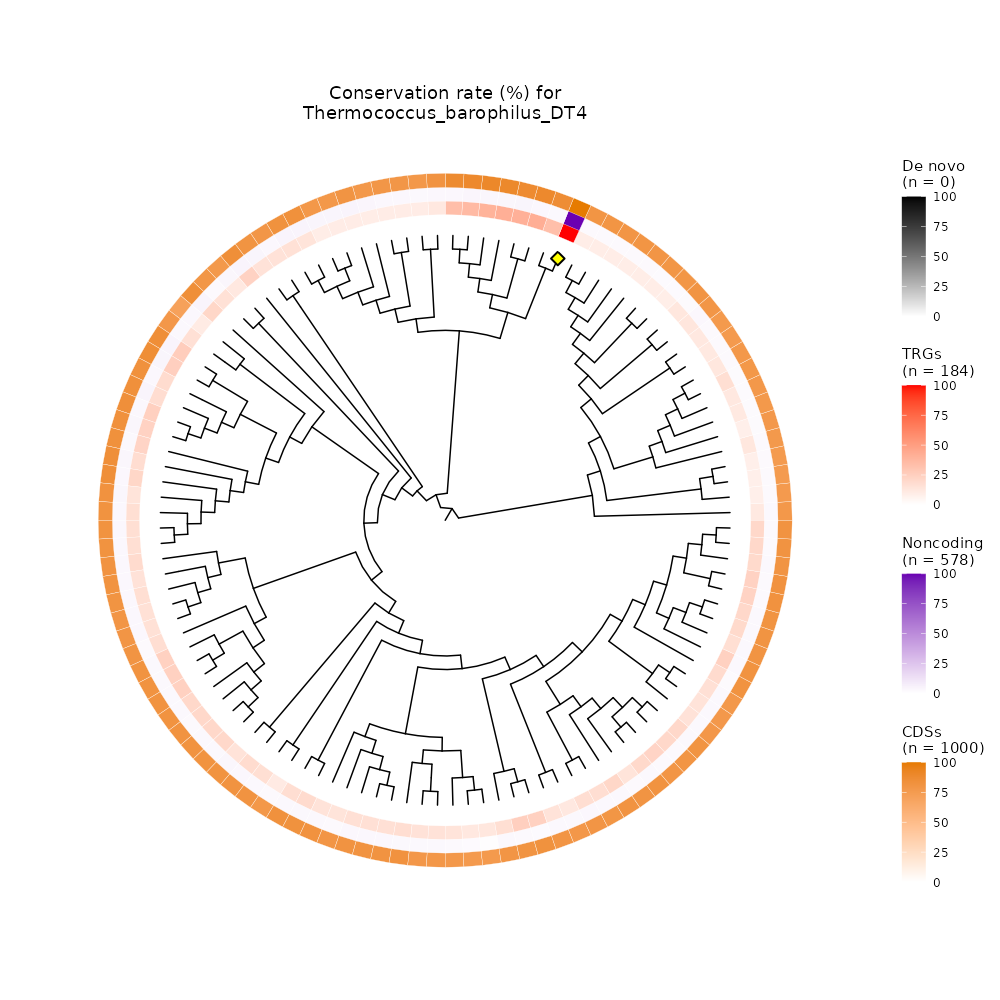 Conservation rate (%) for
Thermococcus_barophilus_DT4
De novo
(n = 0)
100
75
50
25
0
TRGs
(n = 184)
100
75
50
25
0
Noncoding
(n = 578)
100
75
50
25
0
CDSs
(n = 1000)
100
75
50
25
0